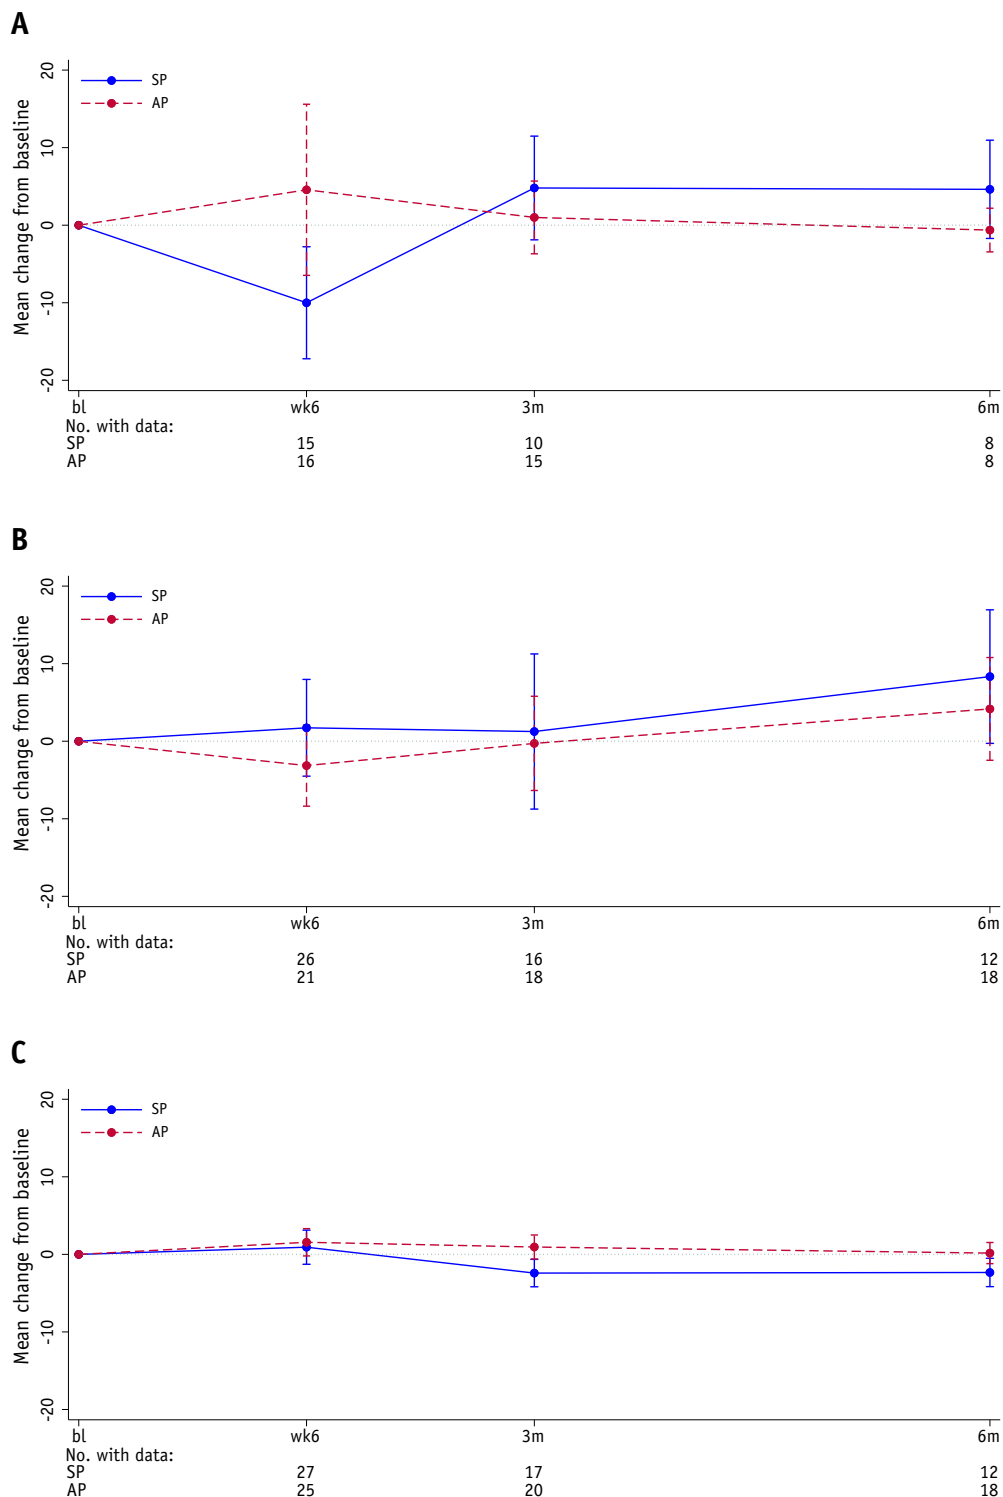 A
Mean change from baseline
20
10
0
-10
-20
SP
AP
bl wk6 3m 6m
No. with data:
SP 15 10 8
AP 16 15 8
B
Mean change from baseline
20
10
0
-10
-20
SP
AP
bl wk6 3m 6m
No. with data:
SP 26 16 12
AP 21 18 18
C
Mean change from baseline
20
10
0
-10
-20
SP
AP
bl wk6 3m 6m
No. with data:
SP 27 17 12
AP 25 20 18